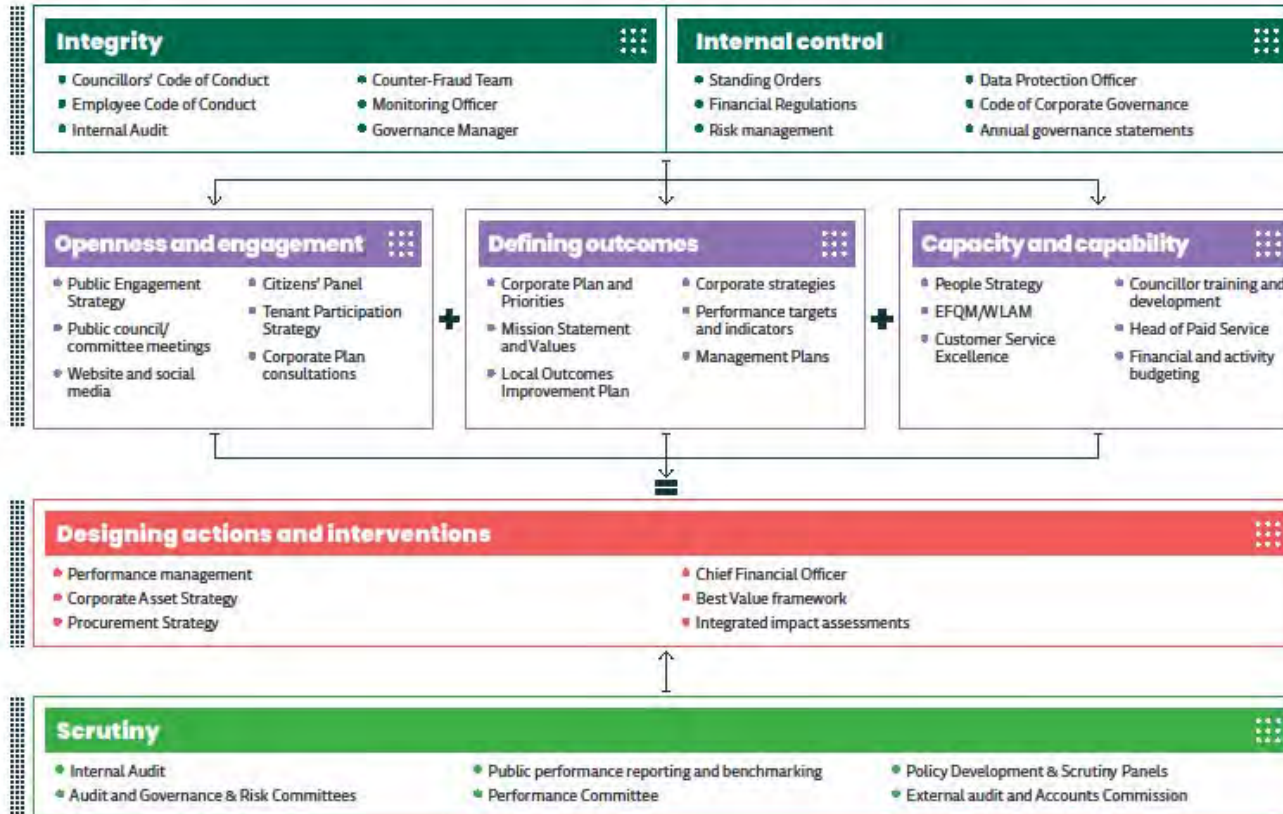 Integrity
Councillors' Code of Conduct
Employee Code of Conduct
Internal Audit
Counter-Fraud Team
Monitoring Officer
Governance Manager
Internal control
Standing Orders
Financial Regulations
Risk management
Data Protection Officer
Code of Corporate Governance
Annual governance statements
Openness and engagement
Public Engagement
Strategy
Public council/
committee meetings
Website and social
media
Citizens' Panel
Tenant Participation
Strategy
Corporate Plan
consultations
+
Defining outcomes
Corporate Plan and
Priorities
Mission Statement
and Values
Local Outcomes
Improvement Plan
Corporate strategies
Performance targets
and indicators
Management Plans
+
Capacity and capability
People Strategy
EFQM/WLAM
Customer Service
Excellence
Councillor training and
development
Head of Paid Service
Financial and activity
budgeting
=
Designing actions and interventions
Performance management
Corporate Asset Strategy
Procurement Strategy
Chief Financial Officer
Best Value framework
Integrated impact assessments
Scrutiny
Internal Audit
Audit and Governance & Risk Committees
Public performance reporting and benchmarking
Performance Committee
Policy Development & Scrutiny Panels
External audit and Accounts Commission